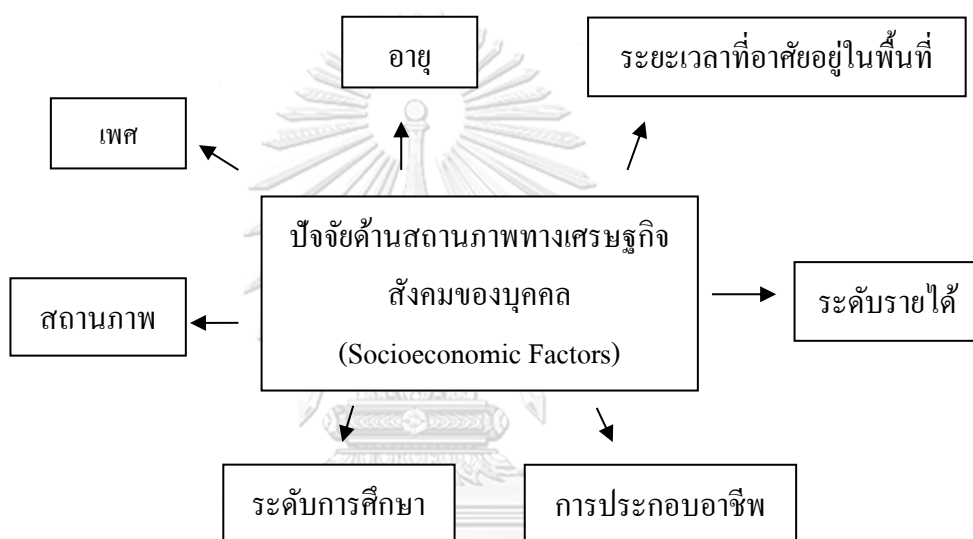 อายุ
ระยะเวลาที่อาศัยอยู่ในพื้นที่
เพศ
ปัจจัยด้านสถานภาพทางเศรษฐกิจ
สังคมของบุคคล
(Socioeconomic Factors)
สถานภาพ
ระดับรายได้
ระดับการศึกษา
การประกอบอาชีพ